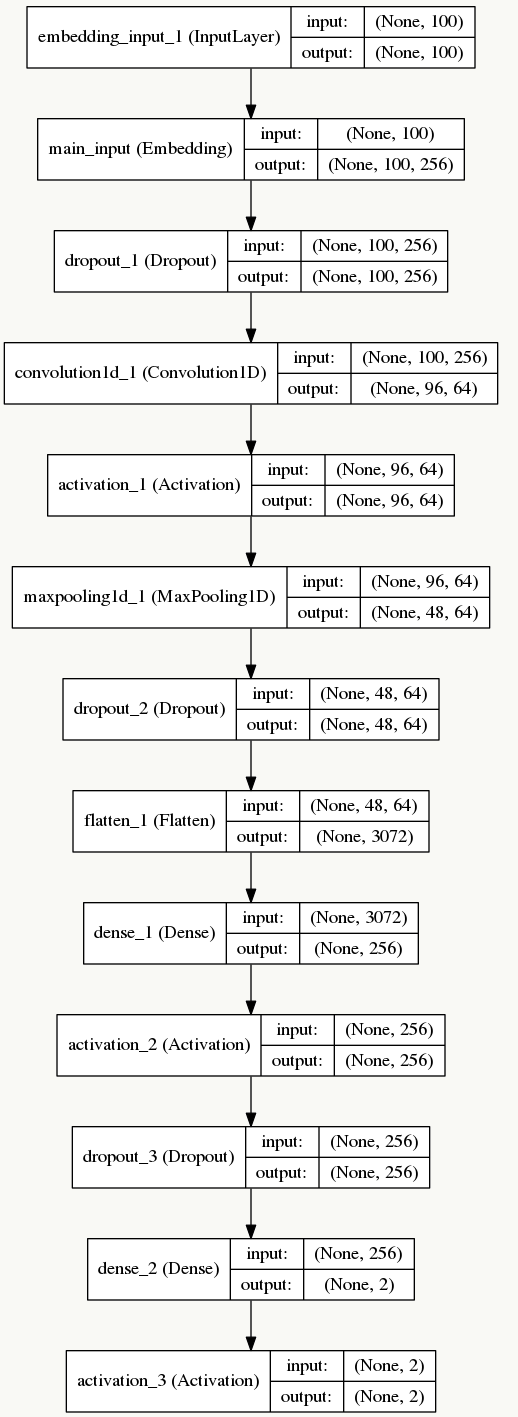 embedding_input_1 (InputLayer)
input: (None, 100)
output: (None, 100)
main_input (Embedding)
input: (None, 100)
output: (None, 100, 256)
dropout_1 (Dropout)
input: (None, 100, 256)
output: (None, 100, 256)
convolution1d_1 (Convolution1D)
input: (None, 100, 256)
output: (None, 96, 64)
activation_1 (Activation)
input: (None, 96, 64)
output: (None, 96, 64)
maxpooling1d_1 (MaxPooling1D)
input: (None, 96, 64)
output: (None, 48, 64)
dropout_2 (Dropout)
input: (None, 48, 64)
output: (None, 48, 64)
flatten_1 (Flatten)
input: (None, 48, 64)
output: (None, 3072)
dense_1 (Dense)
input: (None, 3072)
output: (None, 256)
activation_2 (Activation)
input: (None, 256)
output: (None, 256)
dropout_3 (Dropout)
input: (None, 256)
output: (None, 256)
dense_2 (Dense)
input: (None, 256)
output: (None, 2)
activation_3 (Activation)
input: (None, 2)
output: (None, 2)